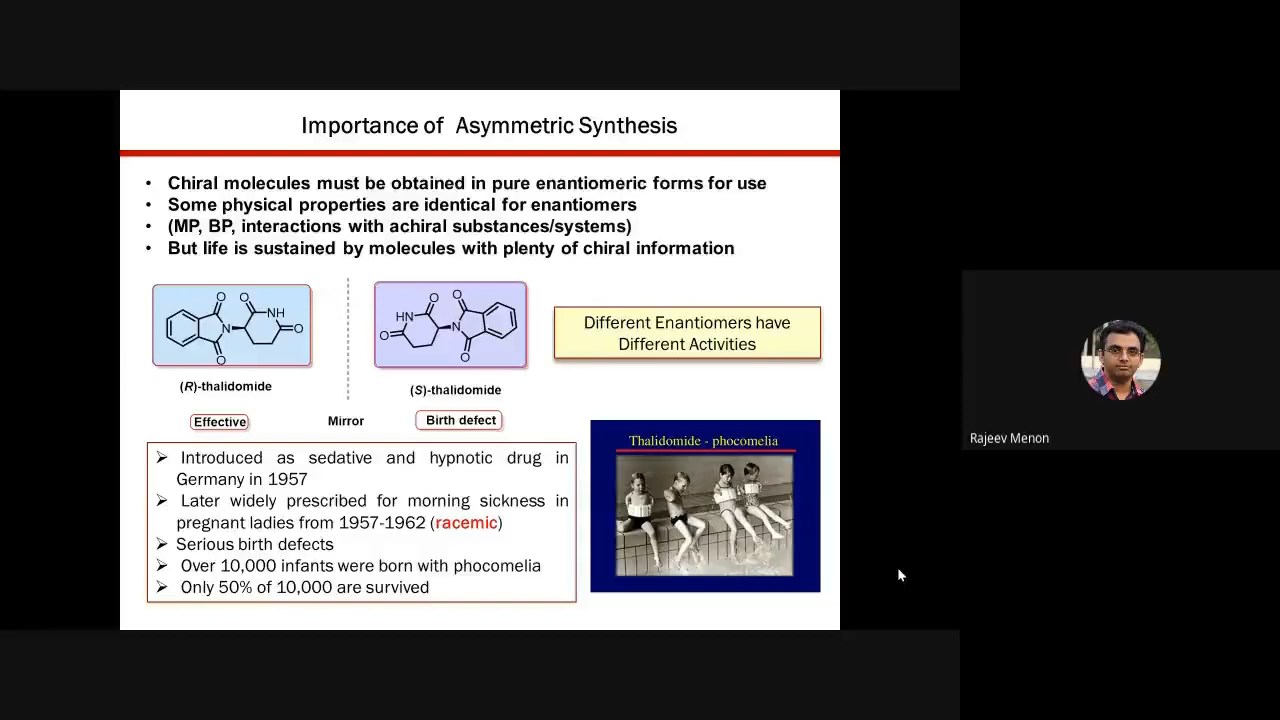 Importance of Asymmetric Synthesis
• Chiral molecules must be obtained in pure enantiomeric forms for use
• Some physical properties are identical for enantiomers
• (MP, BP, interactions with achiral substances/systems)
• But life is sustained by molecules with plenty of chiral information
O O
NH
N O
O
(R)-thalidomide
Effective
Mirror
O O
HN
O N
O
(S)-thalidomide
Birth defect
Different Enantiomers have
Different Activities
➢ Introduced as sedative and hypnotic drug in
Germany in 1957
➢ Later widely prescribed for morning sickness in
pregnant ladies from 1957-1962 (racemic)
➢ Serious birth defects
➢ Over 10,000 infants were born with phocomelia
➢ Only 50% of 10,000 are survived
Thalidomide - phocomelia
Rajeev Menon